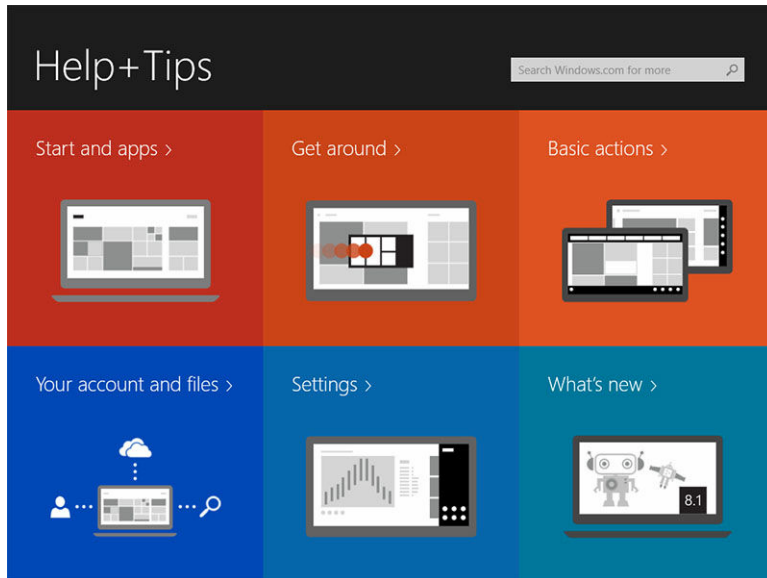 Help+Tips
Search Windows.com for more
Start and apps >
Get around >
Basic actions >
Your account and files >
Settings >
What's new >
8.1